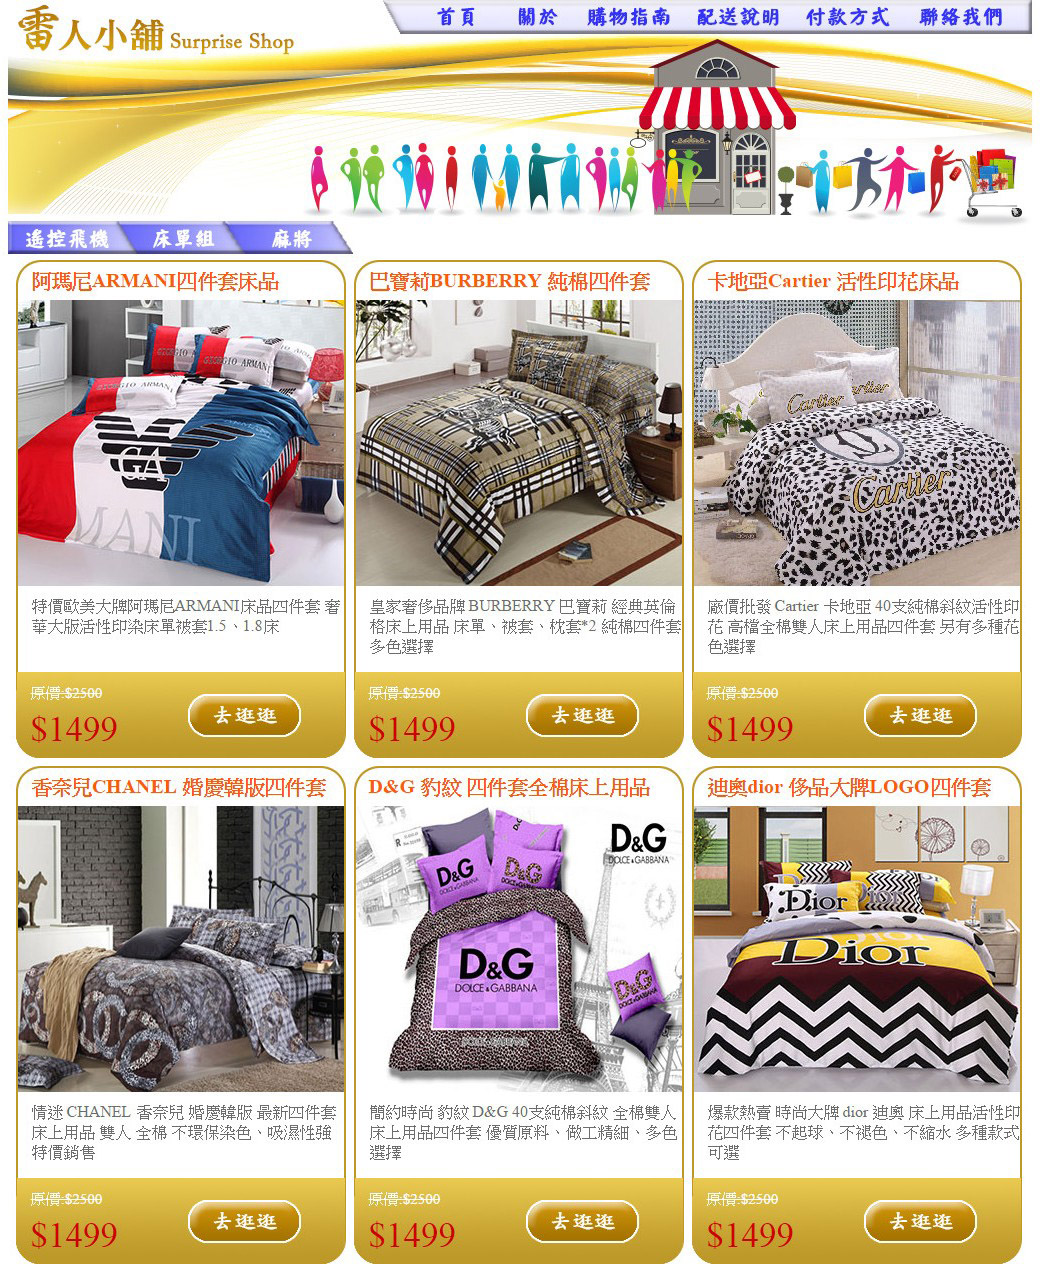 雷人小舖 Surprise Shop
首頁 關於 購物指南 配送說明 付款方式 聯絡我們
遙控飛機 床單組 麻將
阿瑪尼ARMANI四件套床品
GIORGIO ARMANI
GA
MANI
特價歐美大牌阿瑪尼ARMANI床品四件套 奢
華大版活性印染床單被套1.5、1.8床
原價:$2500
$1499
去逛逛
巴寶莉BURBERRY 純棉四件套
皇家奢侈品牌 BURBERRY 巴寶莉 經典英倫
格床上用品 床單、被套、枕套*2 純棉四件套
多色選擇
原價:$2500
$1499
去逛逛
卡地亞Cartier 活性印花床品
Cartier
Cartier
廠價批發 Cartier 卡地亞 40支純棉斜紋活性印
花 高檔全棉雙人床上用品四件套 另有多種花
色選擇
原價:$2500
$1499
去逛逛
香奈兒CHANEL 婚慶韓版四件套
情迷 CHANEL 香奈兒 婚慶韓版 最新四件套
床上用品 雙人 全棉 不環保染色、吸濕性強
特價銷售
原價:$2500
$1499
去逛逛
D&G 豹紋 四件套全棉床上用品
D&G
DOLCE & GABBANA
D&G
D&G
D&G
DOLCE & GABBANA
D&G
簡約時尚 豹紋 D&G 40支純棉斜紋 全棉雙人
床上用品四件套 優質原料、做工精細、多色
選擇
原價:$2500
$1499
去逛逛
迪奧dior 侈品大牌LOGO四件套
Dior
Dior
爆款熱賣 時尚大牌 dior 迪奧 床上用品活性印
花四件套 不起球、不褪色、不縮水 多種款式
可選
原價:$2500
$1499
去逛逛